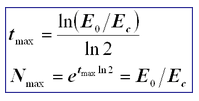 t_max = ln(E_0/E_c) / ln 2
N_max = e^(t_max ln 2) = E_0/E_c